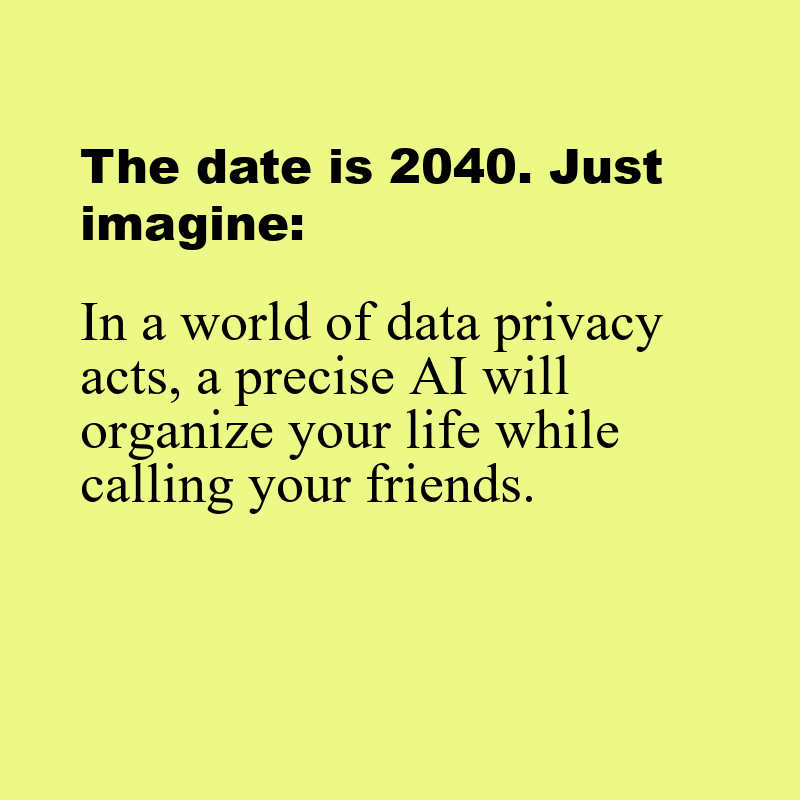 The date is 2040. Just
imagine:
In a world of data privacy
acts, a precise AI will
organize your life while
calling your friends.